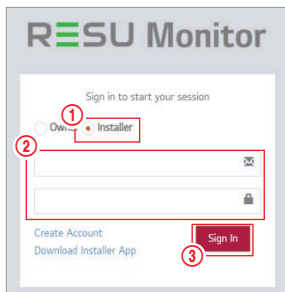 RESU Monitor
Sign in to start your session
①
Owne Installer
②
Create Account
Sign In
Download Installer App
③